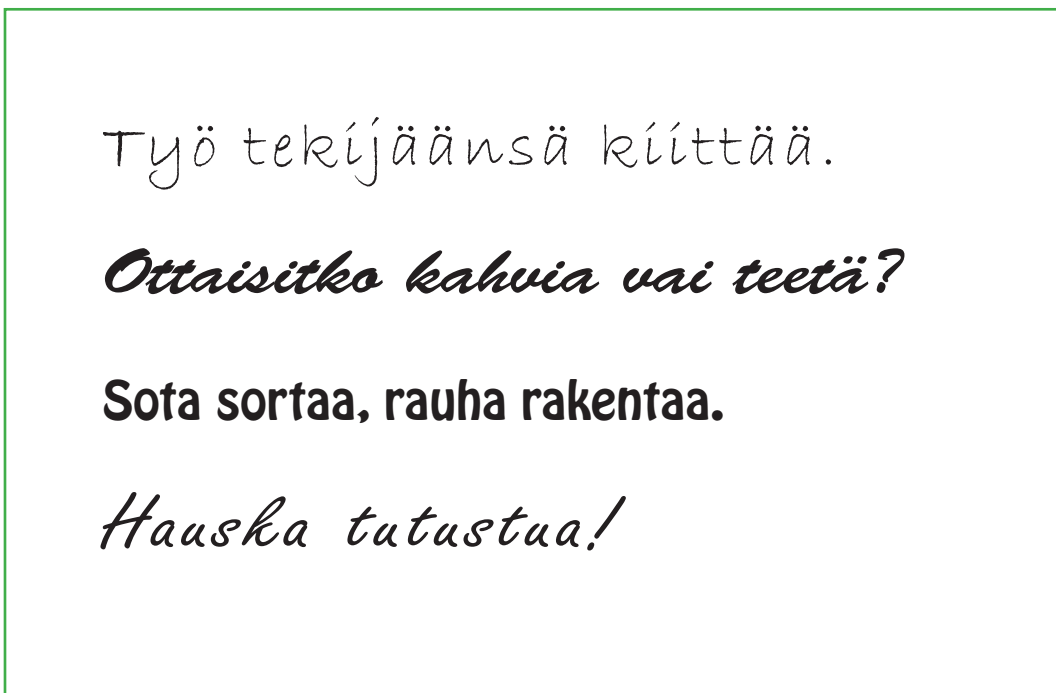 Työ tekijäänsä kiittää.
Ottaisitko kahvia vai teetä?
Sota sortaa, rauha rakentaa.
Hauska tutustua!